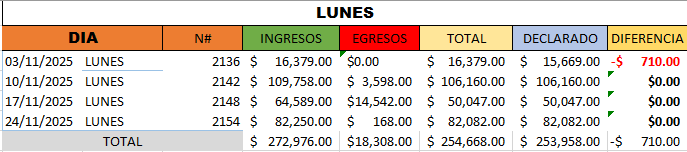 LUNES
DIA N# INGRESOS EGRESOS TOTAL DECLARADO DIFERENCIA
03/11/2025 LUNES 2136 $ 16,379.00 $0.00 $ 16,379.00 $ 15,669.00 -$ 710.00
10/11/2025 LUNES 2142 $ 109,758.00 $ 3,598.00 $ 106,160.00 $ 106,160.00 $0.00
17/11/2025 LUNES 2148 $ 64,589.00 $14,542.00 $ 50,047.00 $ 50,047.00 $0.00
24/11/2025 LUNES 2154 $ 82,250.00 $ 168.00 $ 82,082.00 $ 82,082.00 $0.00
TOTAL $ 272,976.00 $18,308.00 $ 254,668.00 $ 253,958.00 -$ 710.00